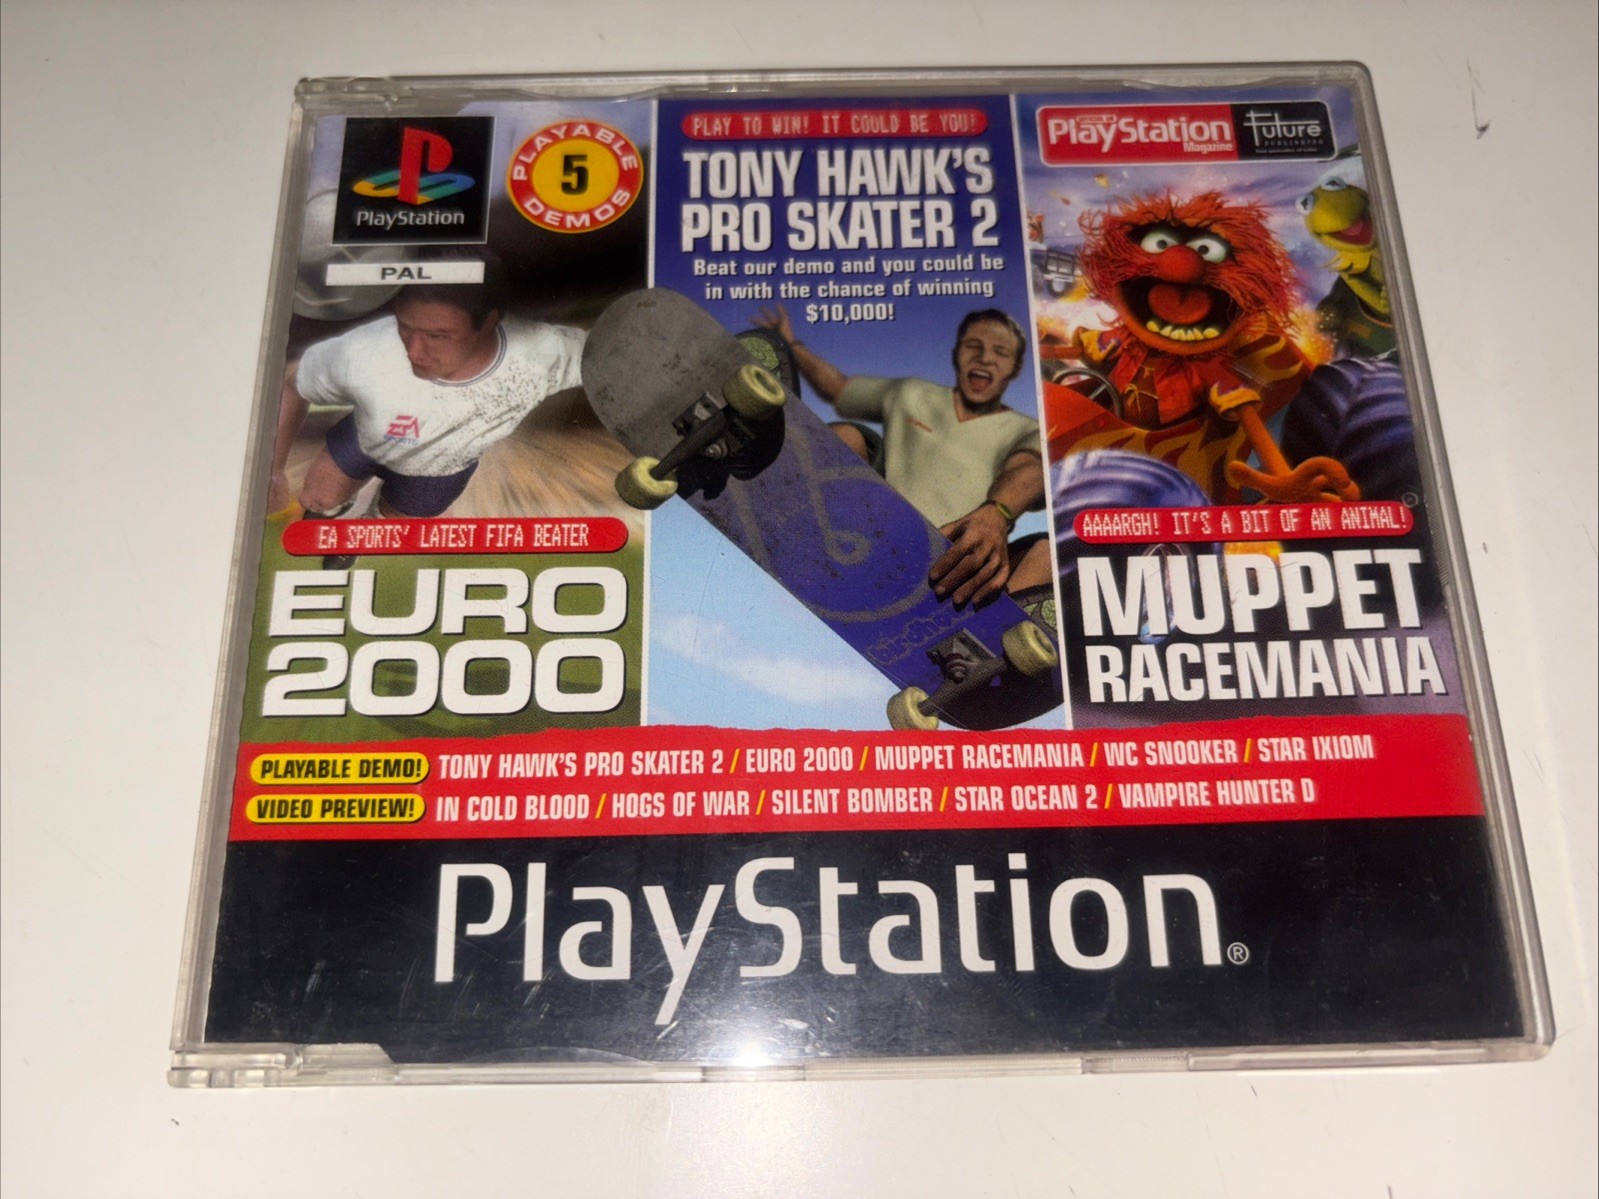 PlayStation
PAL
PLAYABLE
5
DEMOS
PLAY TO WIN! IT COULD BE YOU!
TONY HAWK'S
PRO SKATER 2
Beat our demo and you could be
in with the chance of winning
$10,000!
PlayStation
Magazine
Future
PUBLISHING
EA
SPORTS
EA SPORTS' LATEST FIFA BEATER
EURO
2000
AAAARGH! IT'S A BIT OF AN ANIMAL!
MUPPET
RACEMANIA
PLAYABLE DEMO! TONY HAWK'S PRO SKATER 2 / EURO 2000 / MUPPET RACEMANIA / WC SNOOKER / STAR IXIOM
VIDEO PREVIEW! IN COLD BLOOD / HOGS OF WAR / SILENT BOMBER / STAR OCEAN 2 / VAMPIRE HUNTER D
PlayStation®